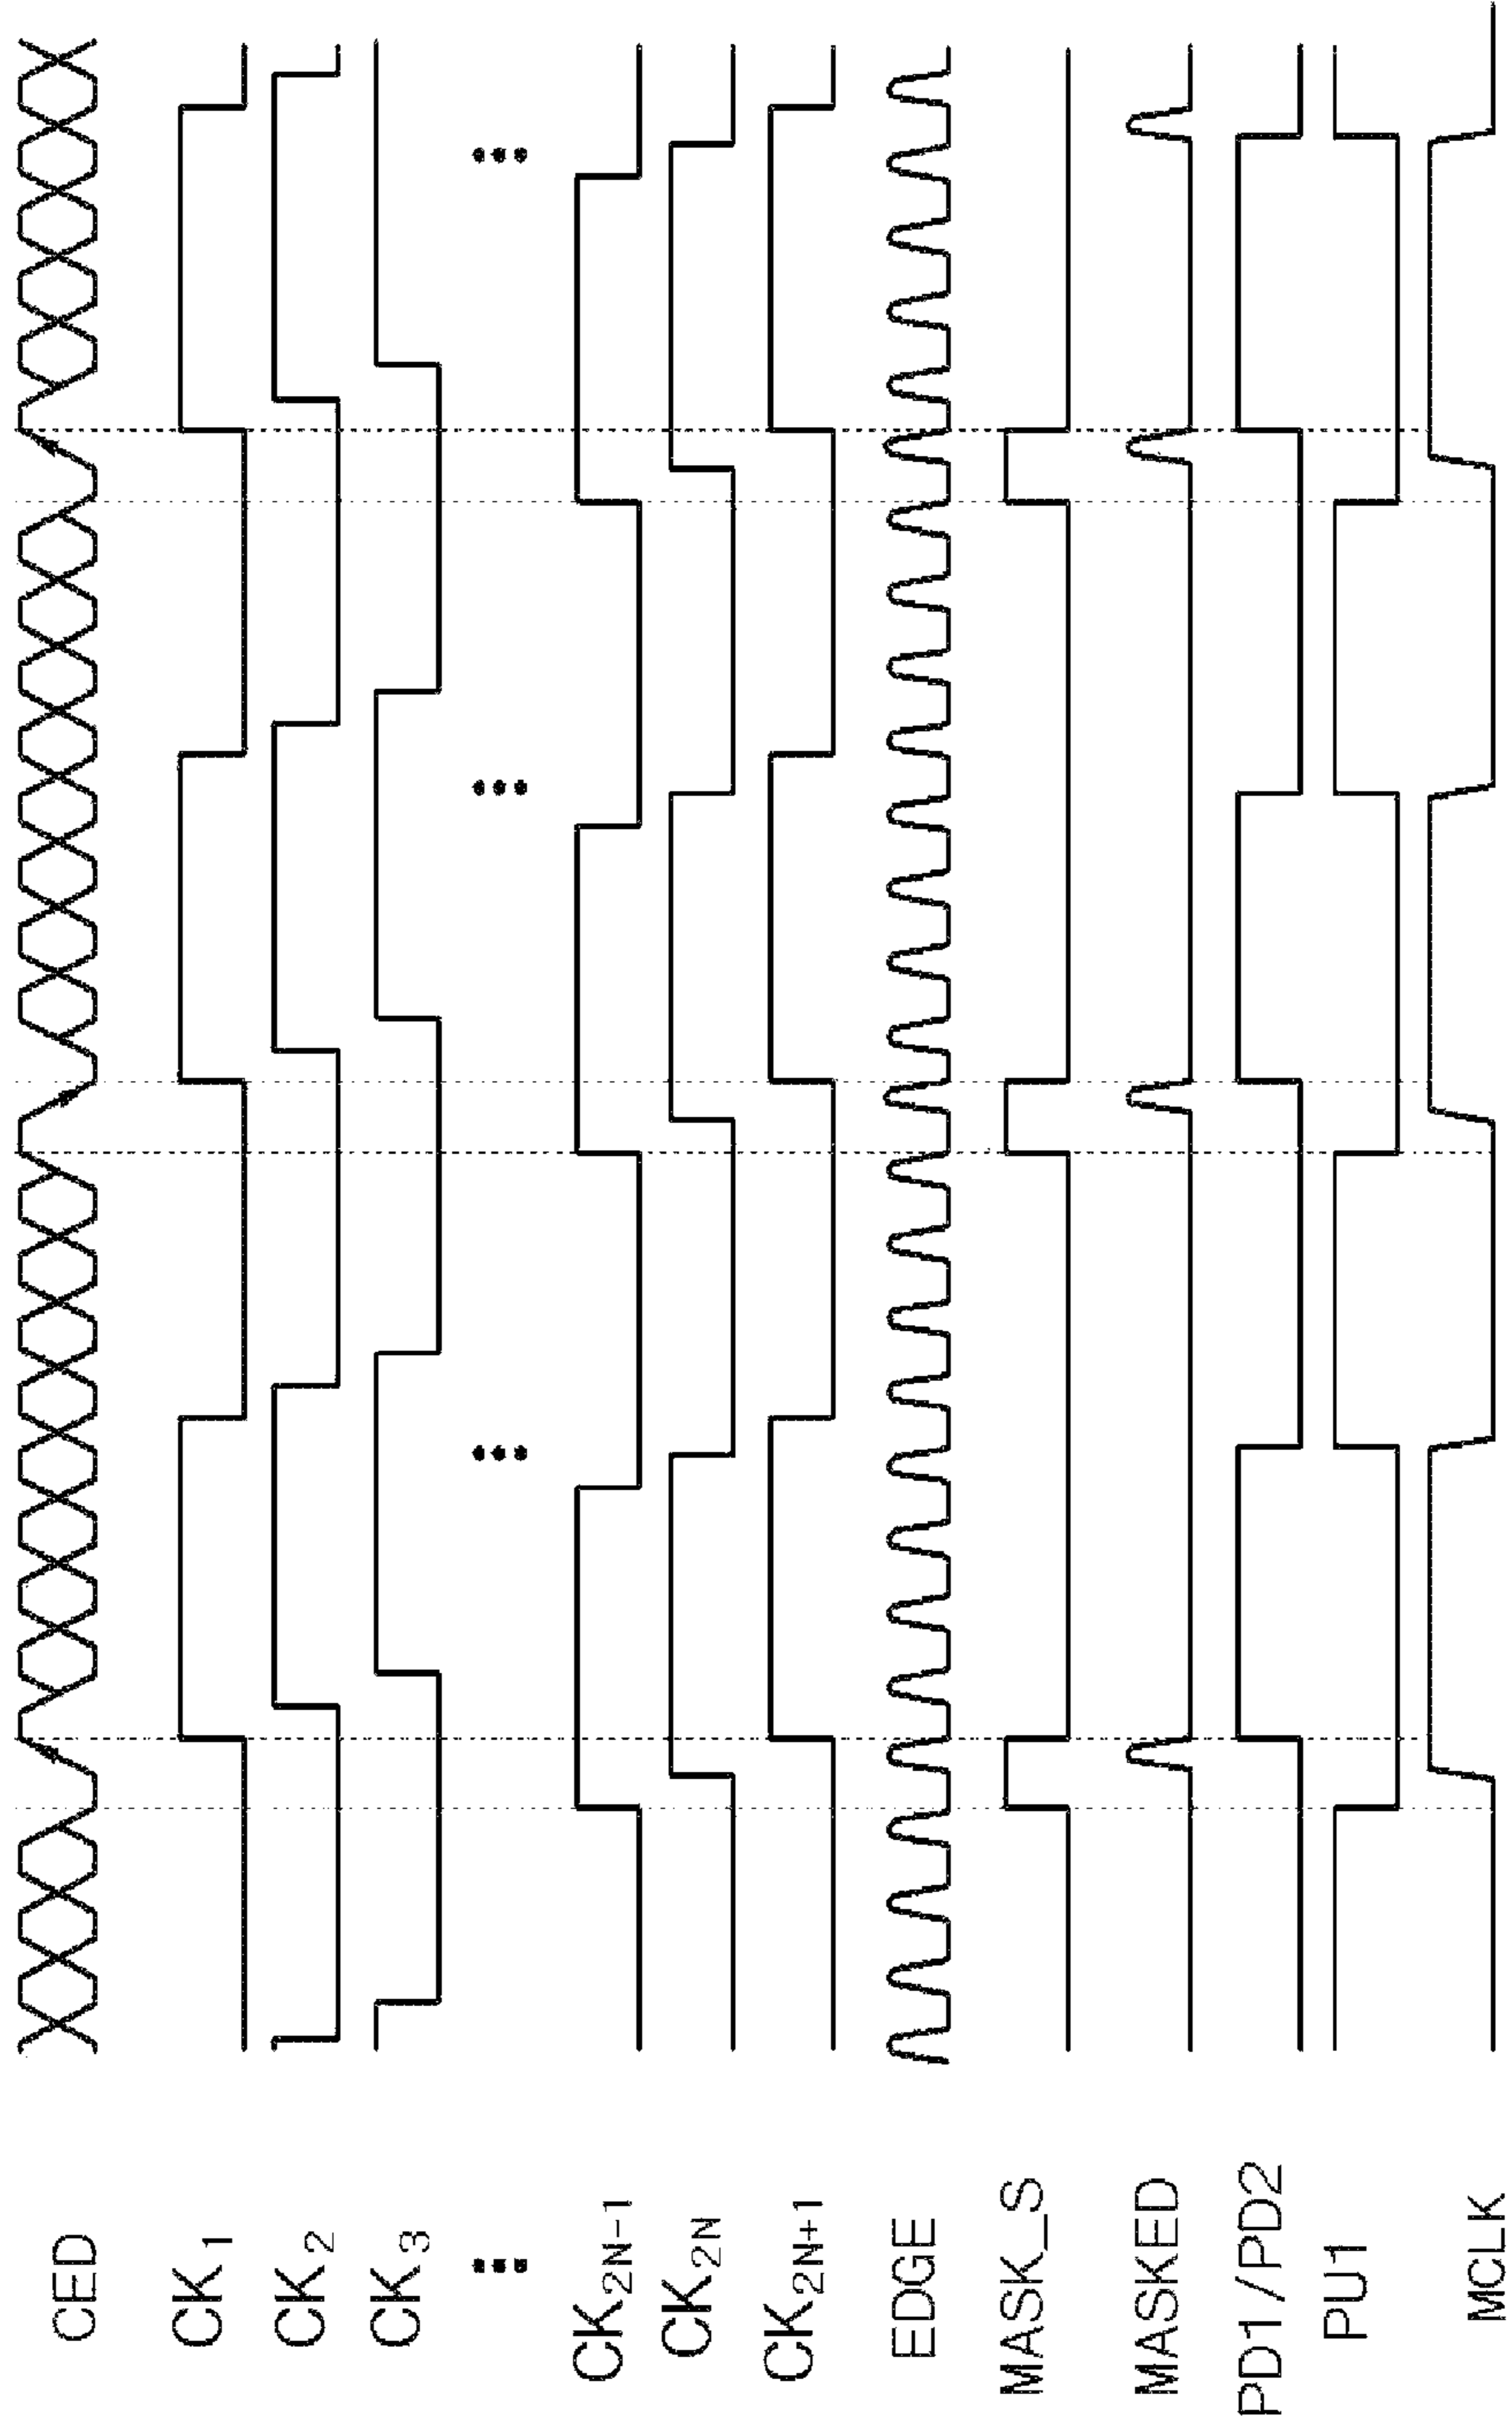 CED
CK1
CK2
CK3
CK2N-1
CK2N
CK2N+1
EDGE
MASK_S
MASKED
PD1/PD2
PU1
MCLK